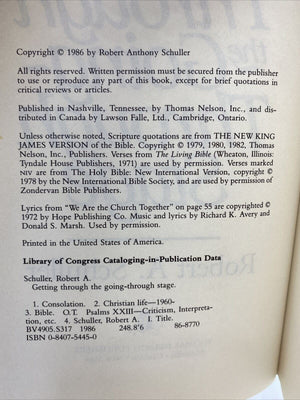 Copyright © 1986 by Robert Anthony Schuller
All rights reserved. Written permission must be secured from the publisher
to use or reproduce any part of this book, except for brief quotations in
critical reviews or articles.
Published in Nashville, Tennessee, by Thomas Nelson, Inc., and dis-
tributed in Canada by Lawson Falle, Ltd., Cambridge, Ontario.
Unless otherwise noted, Scripture quotations are from THE NEW KING
JAMES VERSION of the Bible. Copyright © 1979, 1980, 1982, Thomas
Nelson, Inc., Publishers. Verses from The Living Bible (Wheaton, Illinois:
Tyndale House Publishers, 1971) are used by permission. Verses marked
NIV are from The Holy Bible: New International Version, copyright ©
1978 by the New International Bible Society, and are used by permission of
Zondervan Bible Publishers.
Lyrics from "We Are the Church Together" on page 55 are copyrighted ©
1972 by Hope Publishing Co. Music and lyrics by Richard K. Avery and
Donald S. Marsh. Used by permission.
Printed in the United States of America.
Library of Congress Cataloging-in-Publication Data
Schuller, Robert A.
Getting through the going-through stage.
1. Consolation. 2. Christian life—1960-
3. Bible. O.T. Psalms XXIII—Criticism, Interpreta-
tion, etc. 4. Schuller, Robert A. I. Title.
BV4905.S317 1986 248.8'6 86-8770
ISBN 0-8407-5445-0